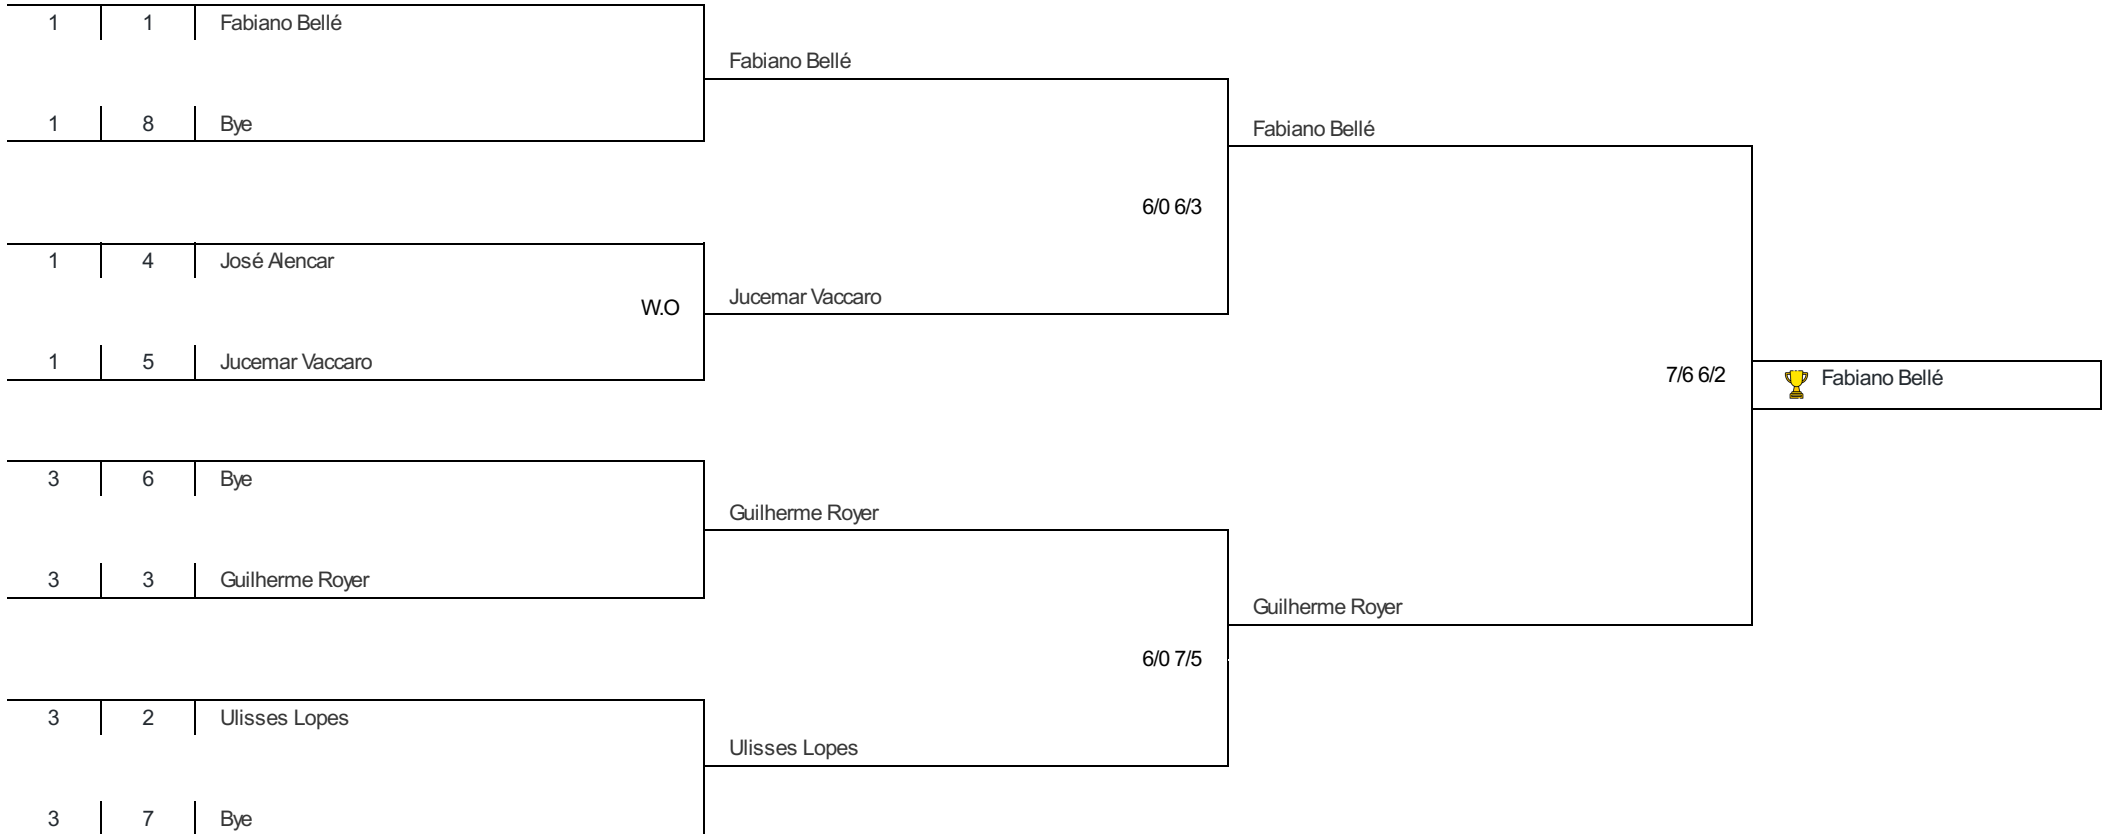 1 1 Fabiano Bellé
Fabiano Bellé
1 8 Bye
Fabiano Bellé
6/0 6/3
1 4 José Alencar
W.O
Jucemar Vaccaro
1 5 Jucemar Vaccaro
7/6 6/2
Fabiano Bellé
3 6 Bye
Guilherme Royer
3 3 Guilherme Royer
Guilherme Royer
6/0 7/5
3 2 Ulisses Lopes
Ulisses Lopes
3 7 Bye